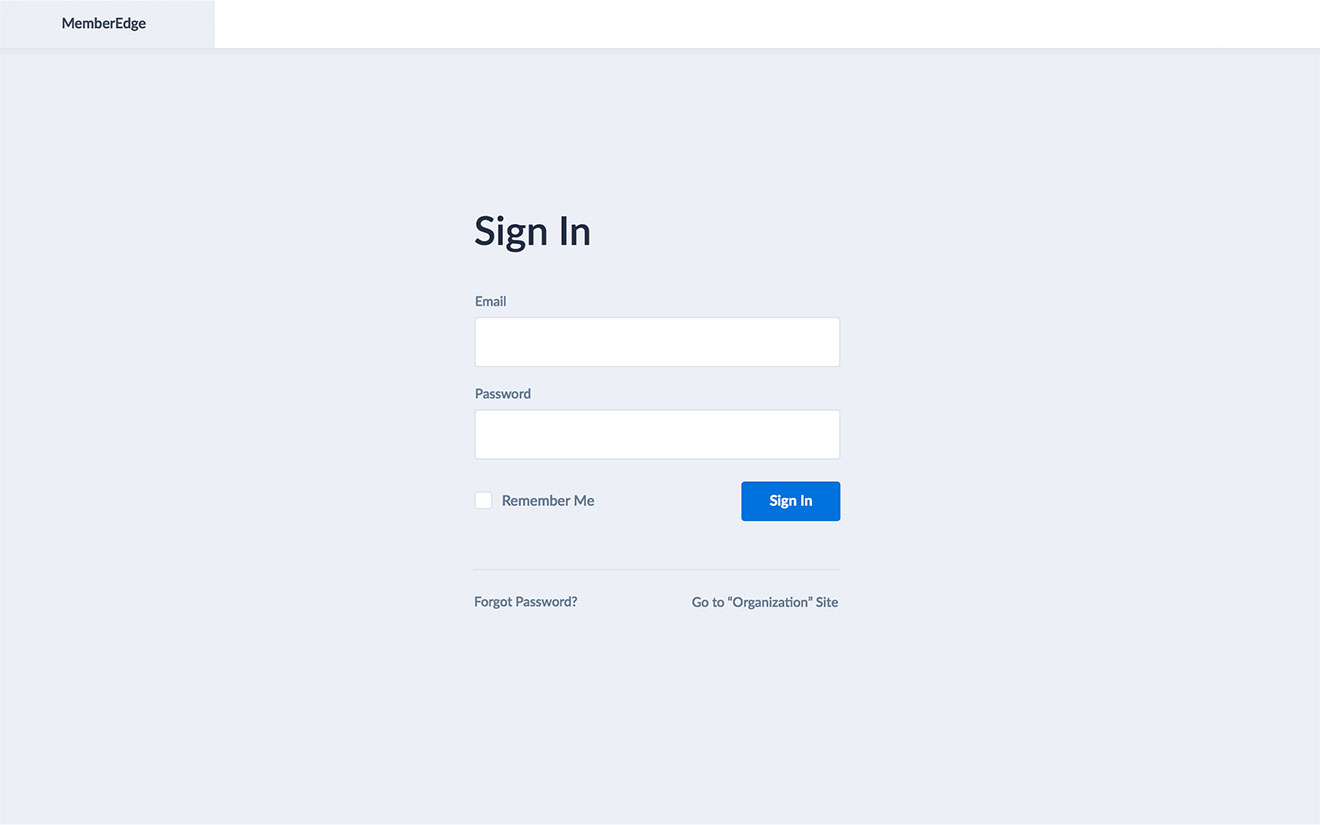 MemberEdge
Sign In
Email
Password
Remember Me
Sign In
Forgot Password?
Go to “Organization” Site